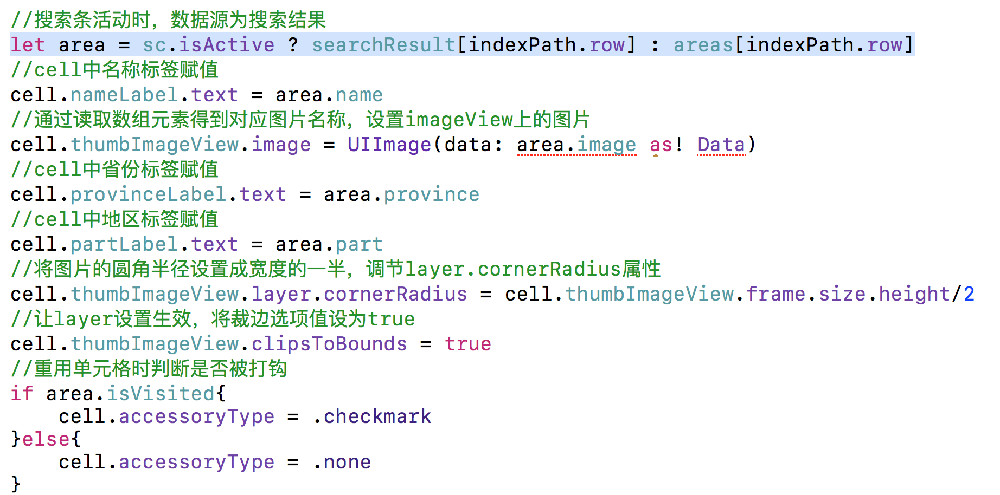 //搜索条活动时，数据源为搜索结果
let area = sc.isActive ? searchResult[indexPath.row] : areas[indexPath.row]
//cell中名称标签赋值
cell.nameLabel.text = area.name
//通过读取数组元素得到对应图片名称，设置imageView上的图片
cell.thumbImageView.image = UIImage(data: area.image as! Data)
//cell中省份标签赋值
cell.provinceLabel.text = area.province
//cell中地区标签赋值
cell.partLabel.text = area.part
//将图片的圆角半径设置成宽度的一半，调节layer.cornerRadius属性
cell.thumbImageView.layer.cornerRadius = cell.thumbImageView.frame.size.height/2
//让layer设置生效，将裁边选项值设为true
cell.thumbImageView.clipsToBounds = true
//重用单元格时判断是否被打钩
if area.isVisited{
    cell.accessoryType = .checkmark
}else{
    cell.accessoryType = .none
}